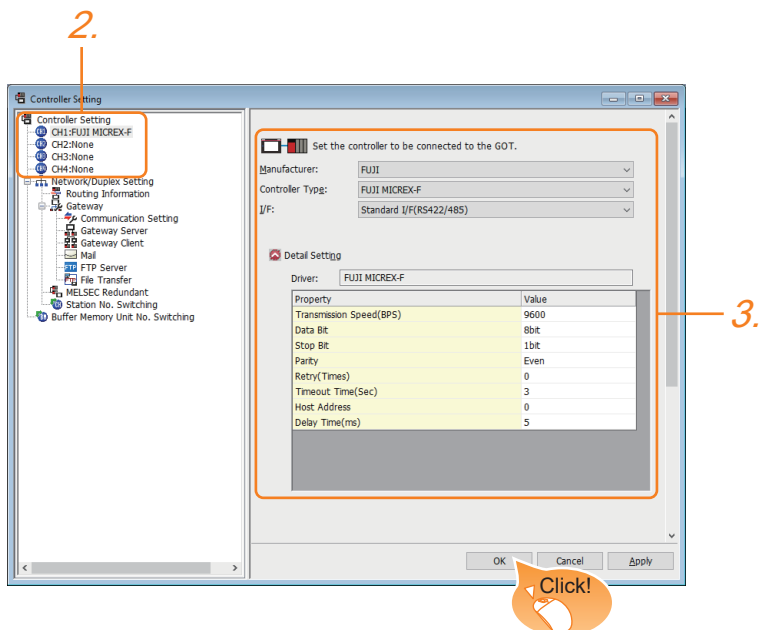 2.
Controller Setting
Controller Setting
CH1:FUJI MICREX-F
CH2:None
CH3:None
CH4:None
Network/Duplex Setting
Routing Information
Gateway
Communication Setting
Gateway Server
Gateway Client
Mail
FTP FTP Server
File Transfer
MELSEC Redundant
Station No. Switching
Buffer Memory Unit No. Switching
Set the controller to be connected to the GOT.
Manufacturer: FUJI
Controller Type: FUJI MICREX-F
I/F: Standard I/F(RS422/485)
Detail Setting
Driver: FUJI MICREX-F
Property Value
Transmission Speed(BPS) 9600
Data Bit 8bit
Stop Bit 1bit
Parity Even
Retry(Times) 0
Timeout Time(Sec) 3
Host Address 0
Delay Time(ms) 5
3.
OK Cancel Apply
Click!